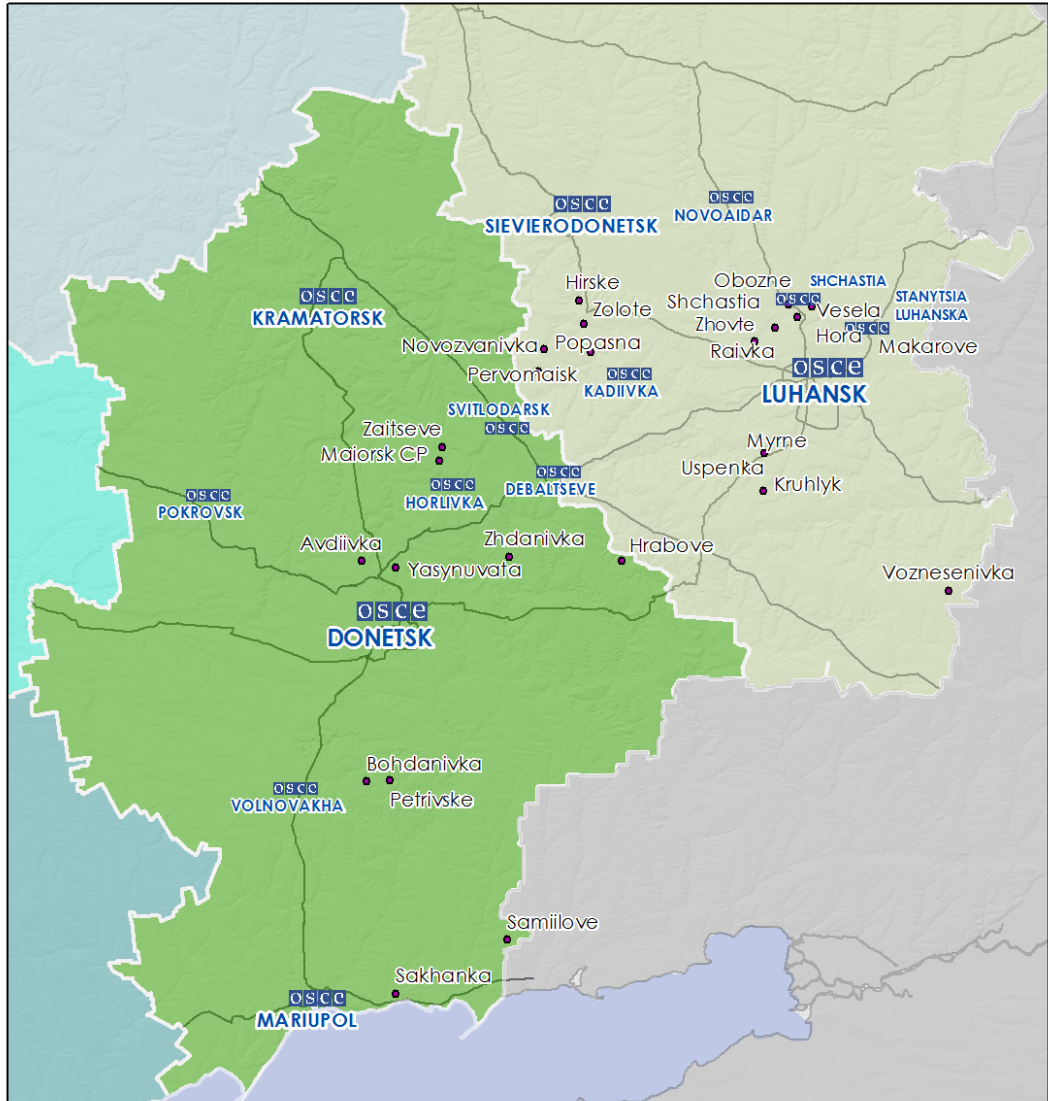 osce
SIEVIERODONETSK
osce
NOVOAIDAR
Hirske
Zolote
Obozne
SHCHASTIA
osce
Shchastia
Vesela
Hora
STANYTSIA
LUHANSKA
osce
Zhovte
Makarove
Raivka
osce
KRAMATORSK
Novozvanivka
Popasna
Pervomaisk
osce
KADIIVKA
osce
LUHANSK
SVITLODARSK
osce
Zaitseve
Maiorsk CP
Myrne
Uspenka
Kruhlyk
osce
DEBALTSEVE
osce
HORLIVKA
osce
POKROVSK
Avdiivka
Yasynuvata
Zhdanivka
Hrabove
Voznesenivka
osce
DONETSK
Bohdanivka
Petrivske
osce
VOLNOVAKHA
Samiilove
Sakhanka
osce
MARIUPOL